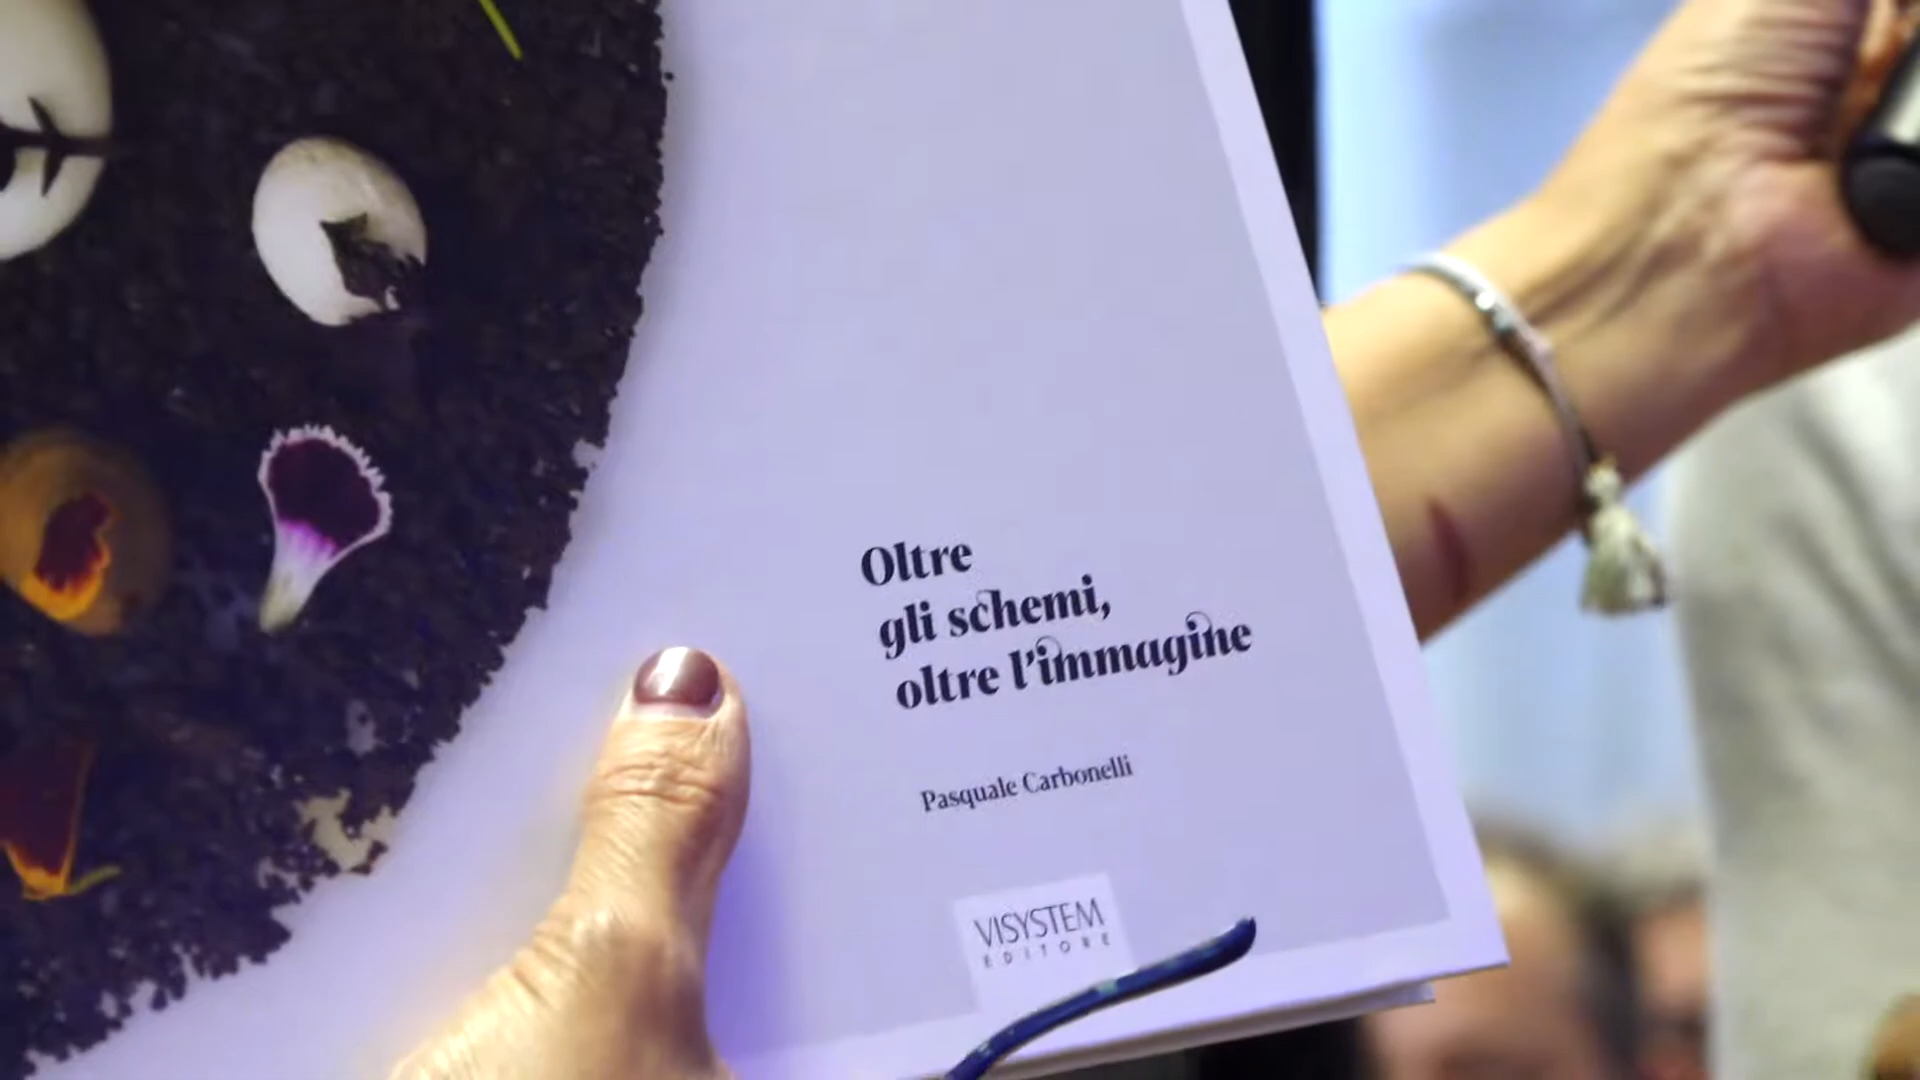 Oltre
gli schemi,
oltre l'immagine
Pasquale Carbonelli
VISYSTEM
EDITORE